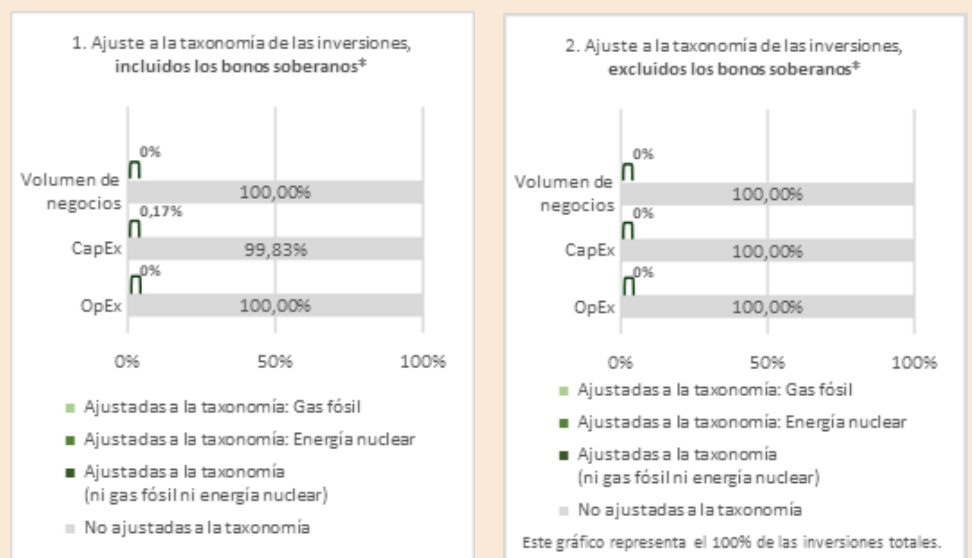 1. Ajuste a la taxonomía de las inversiones,
incluidos los bonos soberanos*
0%
Volumen de
negocios
100,00%
0,17%
CapEx
99,83%
0%
OpEx
100,00%
0%
50%
100%
Ajustadas a la taxonomía: Gas fósil
Ajustadas a la taxonomía: Energía nuclear
Ajustadas a la taxonomía
(ni gas fósil ni energía nuclear)
No ajustadas a la taxonomía
2. Ajuste a la taxonomía de las inversiones,
excluidos los bonos soberanos*
0%
Volumen de
negocios
100,00%
0%
CapEx
100,00%
0%
OpEx
100,00%
0%
50%
100%
Ajustadas a la taxonomía: Gas fósil
Ajustadas a la taxonomía: Energía nuclear
Ajustadas a la taxonomía
(ni gas fósil ni energía nuclear)
No ajustadas a la taxonomía
Este gráfico representa el 100% de las inversiones totales.